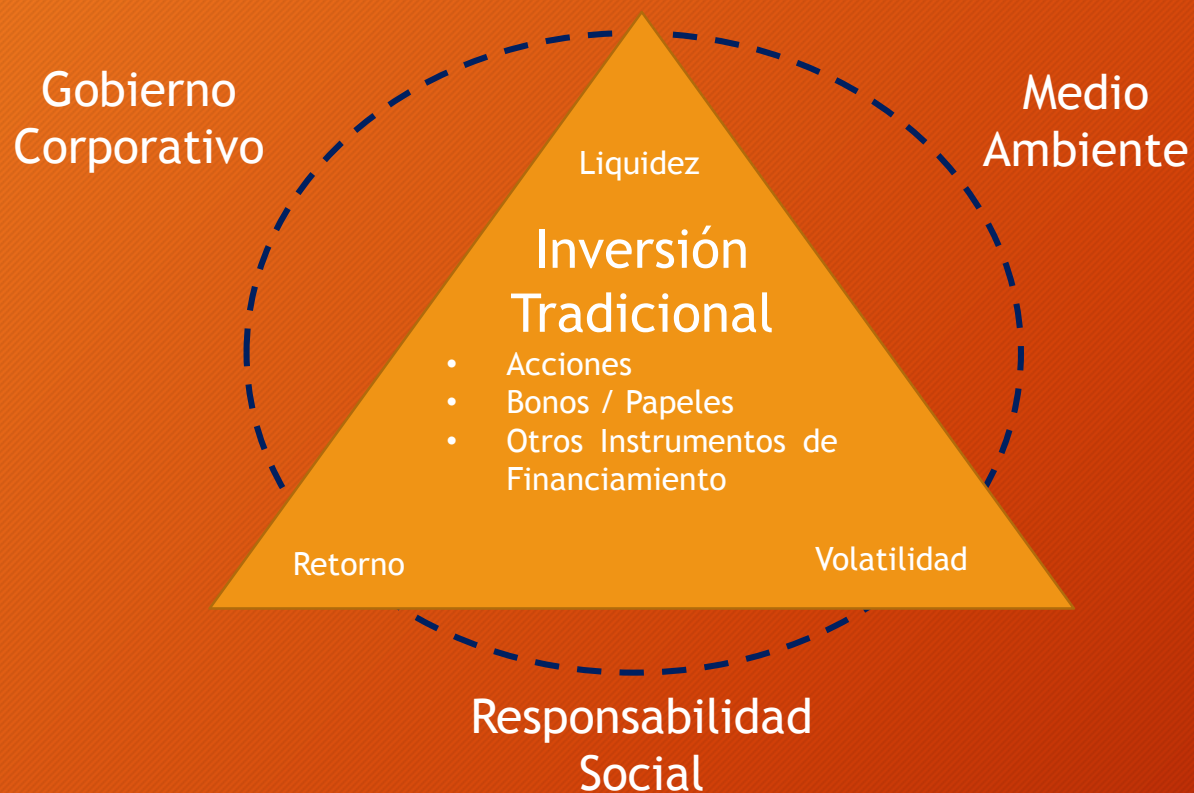 Gobierno
Corporativo
Medio
Ambiente
Liquidez
Inversión
Tradicional
• Acciones
• Bonos / Papeles
• Otros Instrumentos de
Financiamiento
Retorno
Volatilidad
Responsabilidad
Social